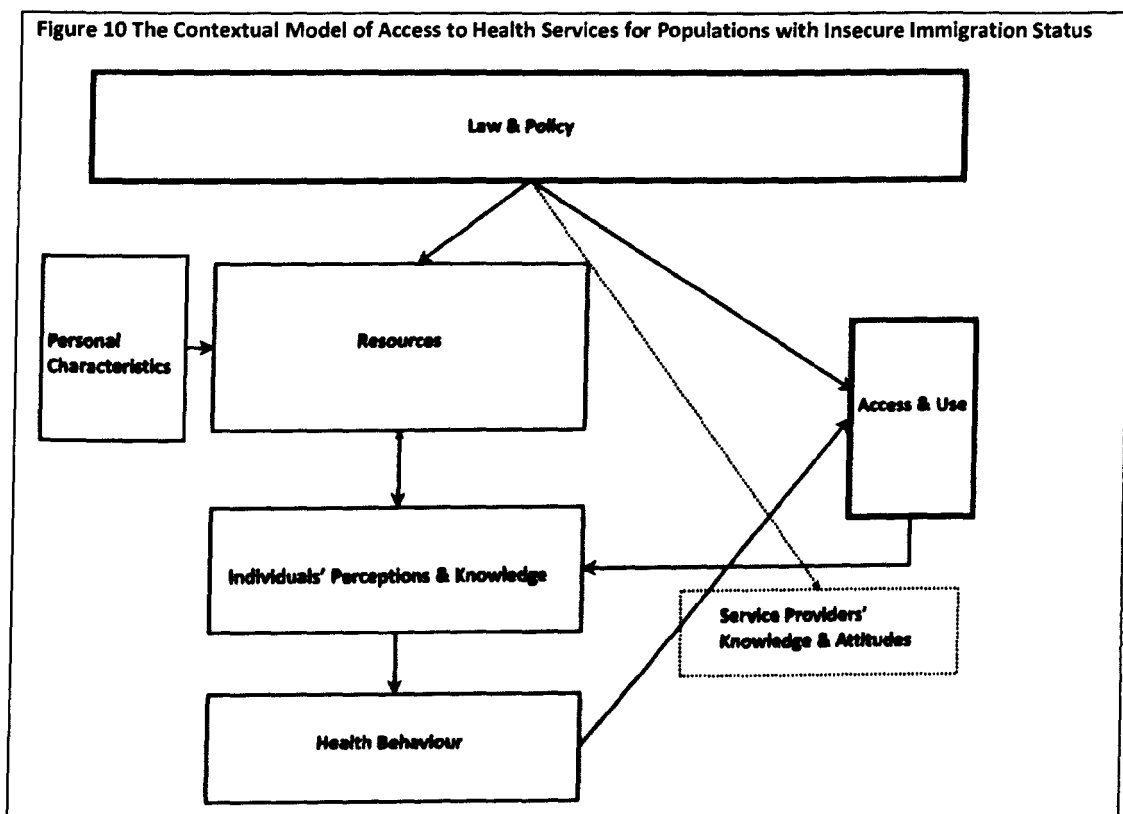 Figure 10 The Contextual Model of Access to Health Services for Populations with Insecure Immigration Status
Law & Policy
Personal
Characteristics
Resources
Access & Use
Individuals' Perceptions & Knowledge
Service Providers'
Knowledge & Attitudes
Health Behaviour